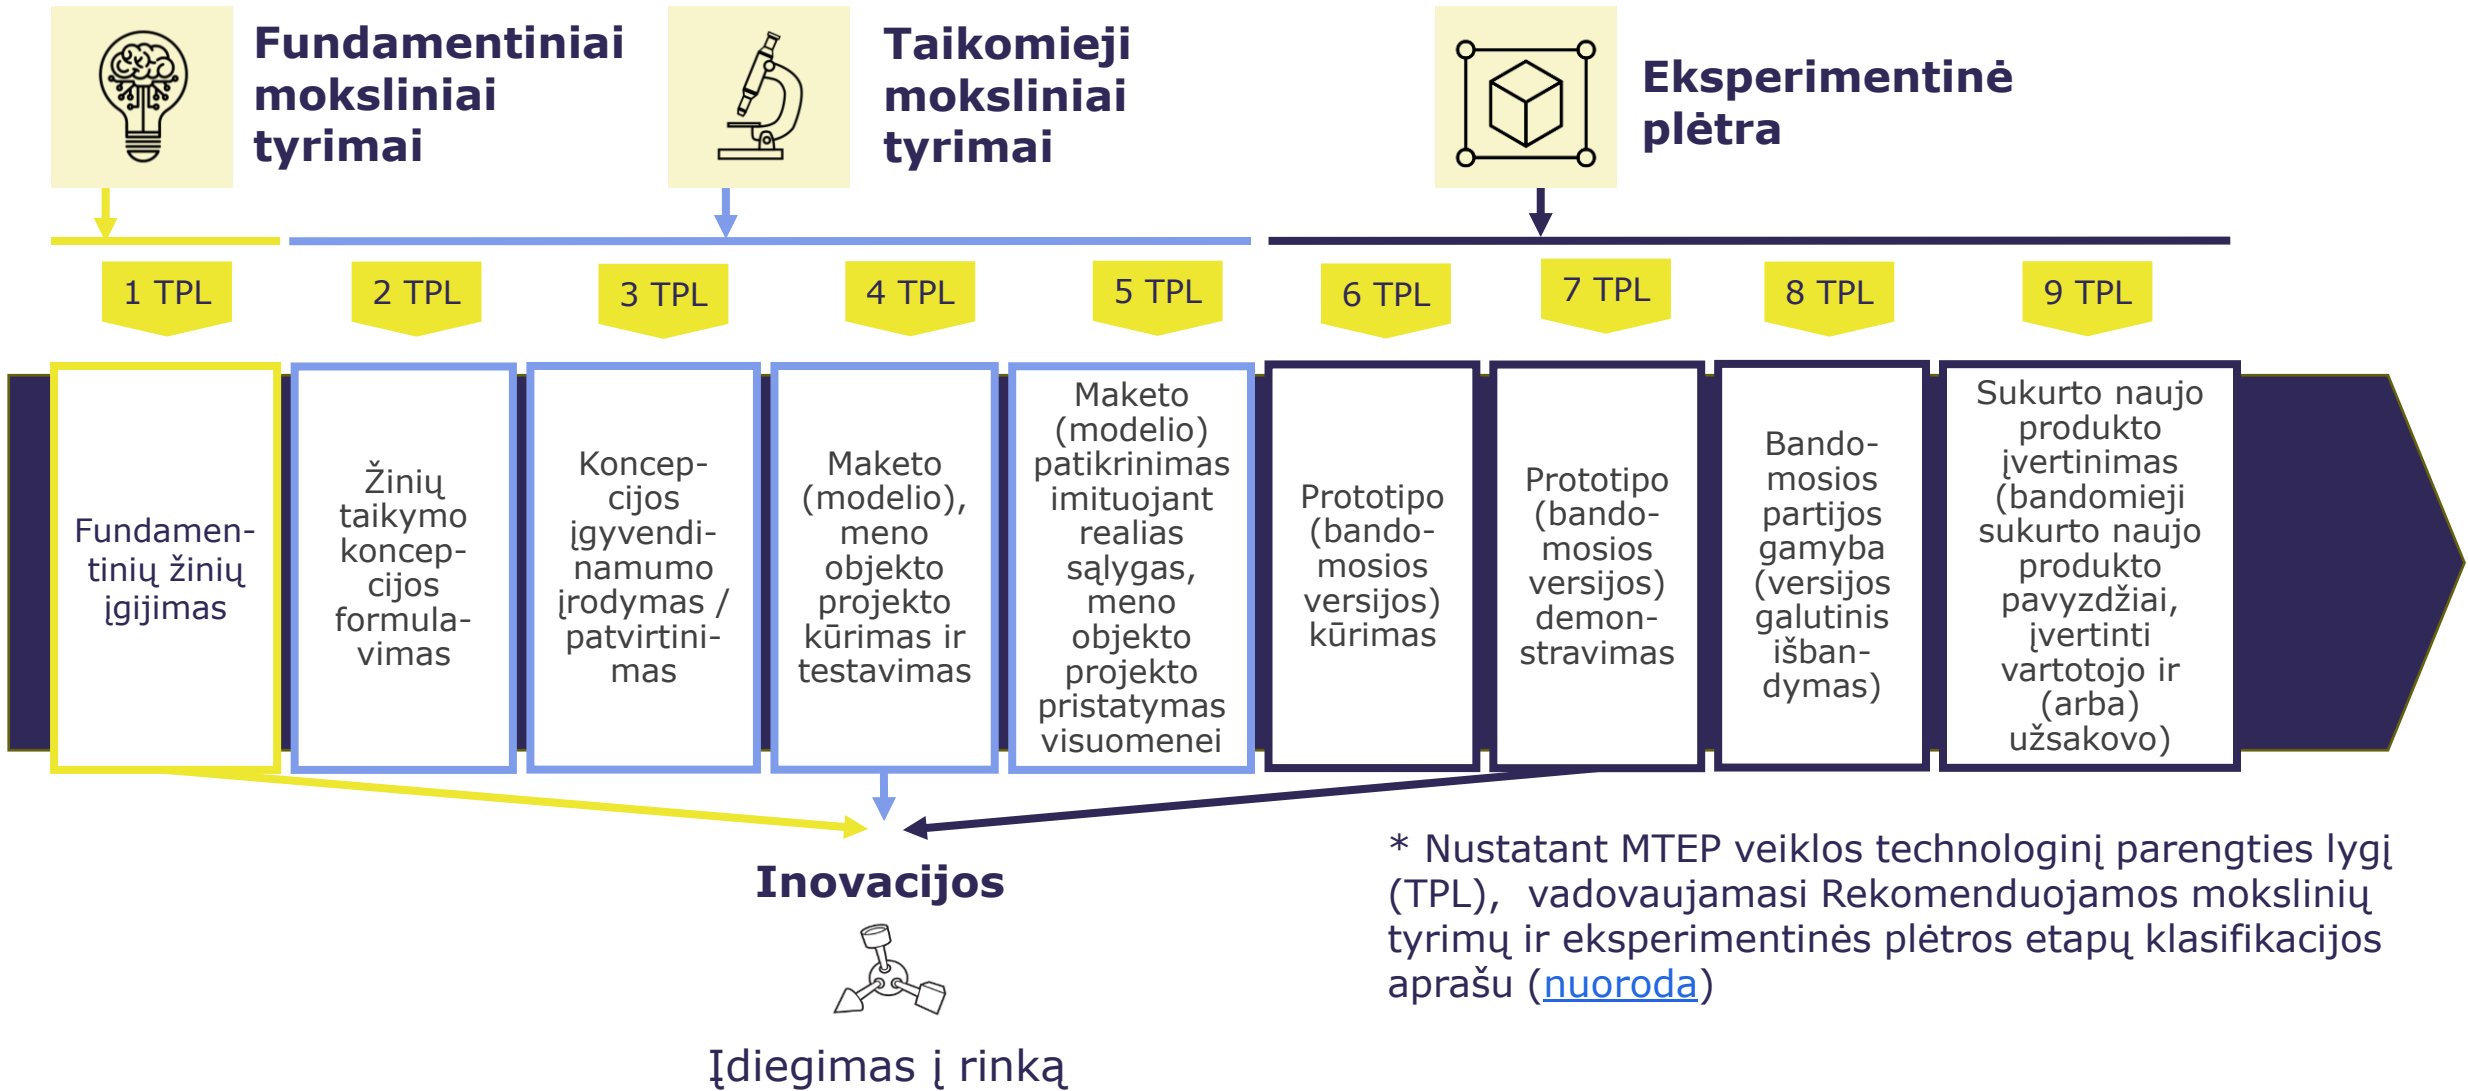 Fundamentiniai
moksliniai
tyrimai
Taikomieji
moksliniai
tyrimai
Eksperimentinė
plėtra
1 TPL
2 TPL
3 TPL
4 TPL
5 TPL
6 TPL
7 TPL
8 TPL
9 TPL
Fundamen-
tinių žinių
įgijimas
Žinių
taikymo
koncep-
cijos
formula-
vimas
Koncep-
cijos
įgyvendi-
namumo
įrodymas /
patvirtini-
mas
Maketo
(modelio),
meno
objekto
projekto
kūrimas ir
testavimas
Maketo
(modelio)
patikrinimas
imituojant
realias
sąlygas,
meno
objekto
projekto
pristatymas
visuomenei
Prototipo
(bando-
mosios
versijos)
kūrimas
Prototipo
(bando-
mosios
versijos)
demon-
stravimas
Bando-
mosios
partijos
gamyba
(versijos
galutinis
išban-
dymas)
Sukurto naujo
produkto
įvertinimas
(bandomieji
sukurto naujo
produkto
pavyzdžiai,
įvertinti
vartotojo ir
(arba)
užsakovo)
Inovacijos
Įdiegimas į rinką
* Nustatant MTEP veiklos technologinį parengties lygį
(TPL), vadovaujamasi Rekomenduojamos mokslinių
tyrimų ir eksperimentinės plėtros etapų klasifikacijos
aprašu (nuoroda)